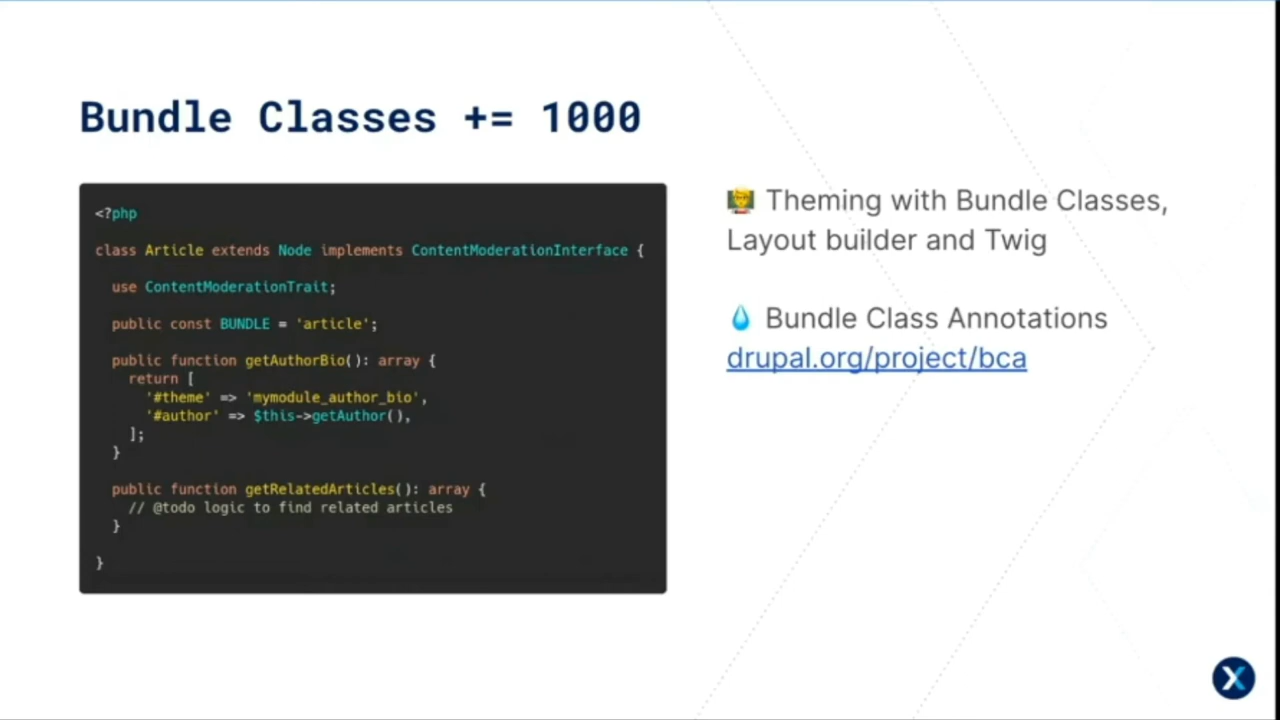 Bundle Classes += 1000
<?php
class Article extends Node implements ContentModerationInterface {
use ContentModerationTrait;
public const BUNDLE = 'article';
public function getAuthorBio(): array {
return [
'#theme' => 'mymodule_author_bio',
'#author' => $this->getAuthor(),
];
}
public function getRelatedArticles(): array {
// @todo logic to find related articles
}
}
Theming with Bundle Classes,
Layout builder and Twig
Bundle Class Annotations
drupal.org/project/bca